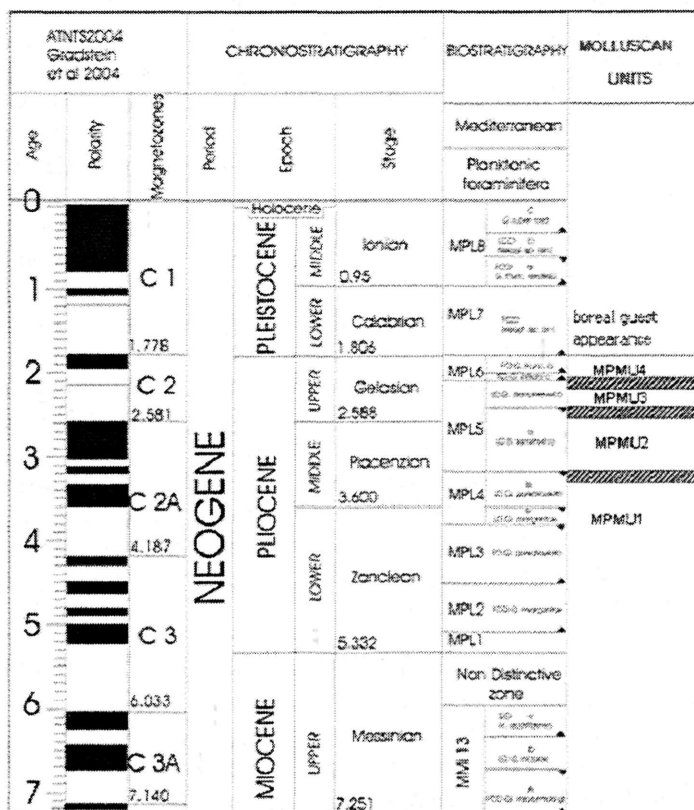 ATNTS2004
Gradstein
et al 2004
CHRONOSTRATIGRAPHY
BIOSTRATIGRAPHY
MOLLUSCAN
UNITS
Age
Polarity
Magnetozones
Period
Epoch
Stage
Mediterranean
Planktonic
foraminifera
0
1
2
3
4
5
6
7
C 1
1.778
C 2
2.581
C 2A
4.187
C 3
6.033
C 3A
7.140
NEOGENE
Holocene
PLEISTOCENE
PLIOCENE
MIOCENE
MIDDLE
LOWER
UPPER
MIDDLE
LOWER
UPPER
Ionian
0.95
Calabrian
1.806
Gelasian
2.588
Piacenzian
3.600
Zanclean
5.332
Messinian
7.251
MPL8
MPL7
MPL6
MPL5
MPL4
MPL3
MPL2
MPL1
Non Distinctive
zone
MMi 13
boreal guest
appearance
MPMU4
MPMU3
MPMU2
MPMU1